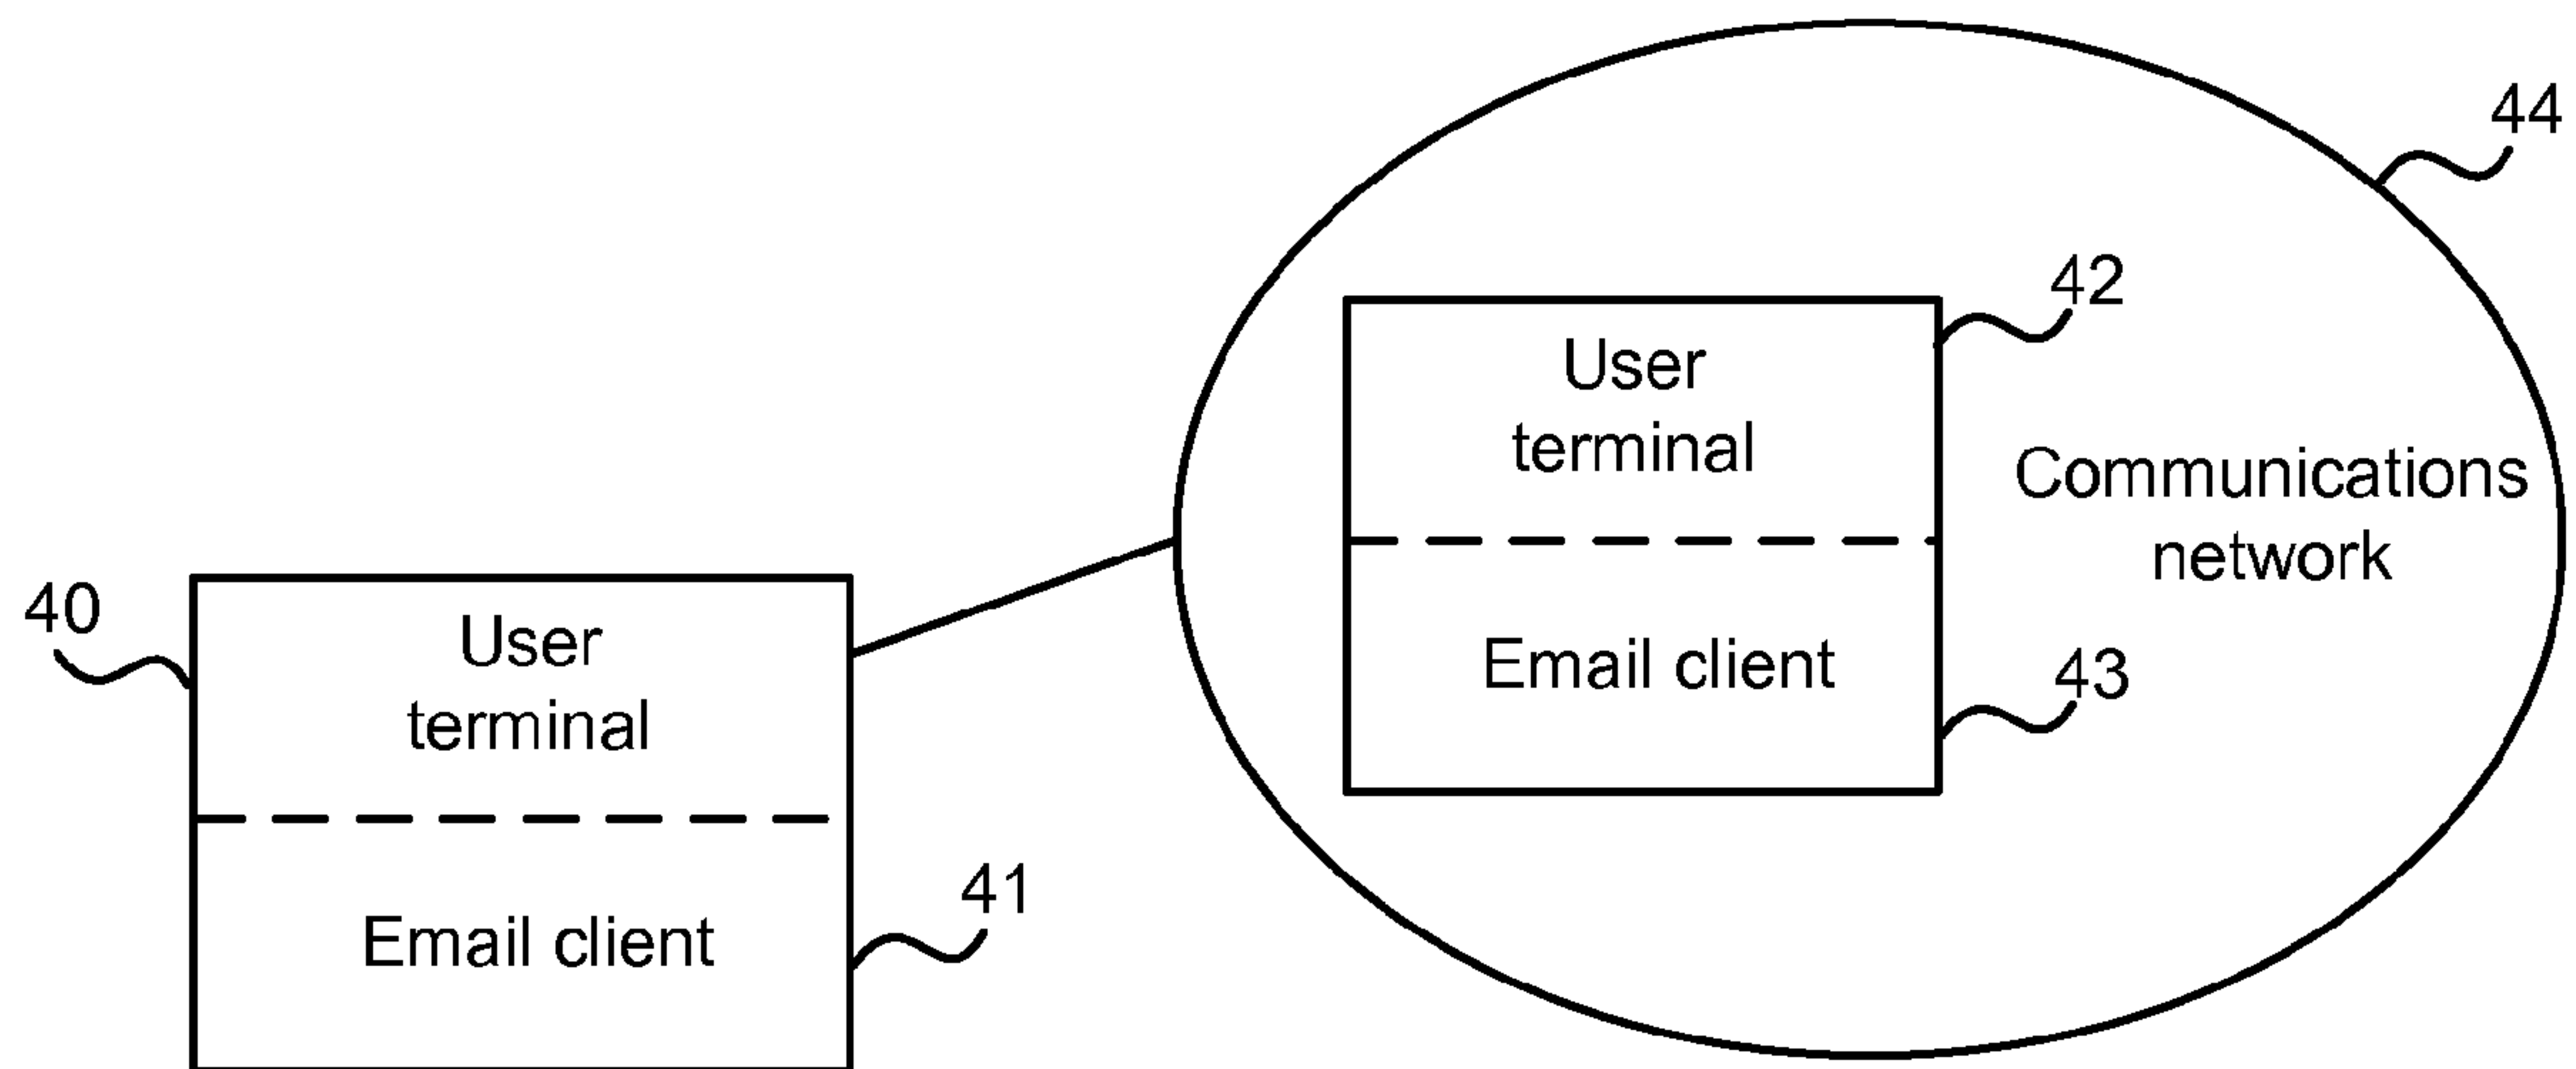 44
42
User
terminal
Communications
network
Email client
43
40
User
terminal
41
Email client